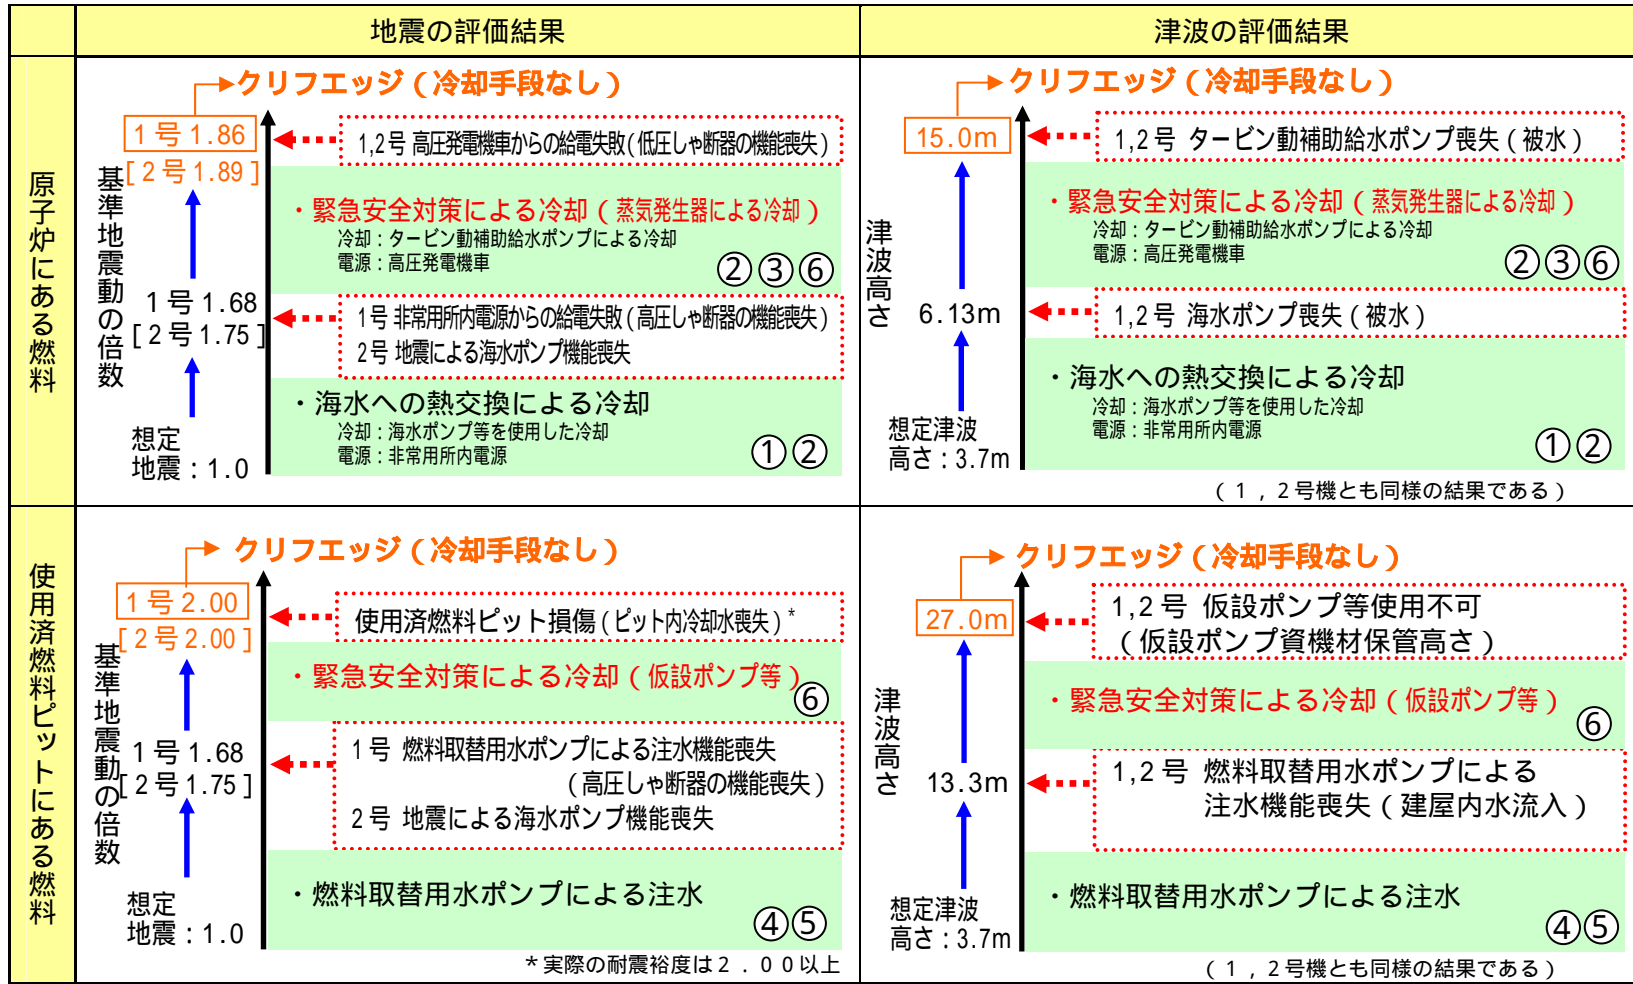 地震の評価結果
津波の評価結果
原子炉にある燃料
クリフエッジ（冷却手段なし）
1号1.86
[2号1.89]
基準地震動の倍数
1,2号 高圧発電機車からの給電失敗(低圧しゃ断器の機能喪失)
・緊急安全対策による冷却（蒸気発生器による冷却）
冷却：タービン動補助給水ポンプによる冷却
電源：高圧発電機車
②③⑥
1号1.68
[2号1.75]
1号 非常用所内電源からの給電失敗(高圧しゃ断器の機能喪失)
2号 地震による海水ポンプ機能喪失
・海水への熱交換による冷却
冷却：海水ポンプ等を使用した冷却
電源：非常用所内電源
①②
想定
地震：1.0
クリフエッジ（冷却手段なし）
15.0m
津波高さ
1,2号 タービン動補助給水ポンプ喪失（被水）
・緊急安全対策による冷却（蒸気発生器による冷却）
冷却：タービン動補助給水ポンプによる冷却
電源：高圧発電機車
②③⑥
6.13m
1,2号 海水ポンプ喪失（被水）
・海水への熱交換による冷却
冷却：海水ポンプ等を使用した冷却
電源：非常用所内電源
①②
想定津波
高さ：3.7m
（1，2号機とも同様の結果である）
使用済燃料ピットにある燃料
クリフエッジ（冷却手段なし）
1号2.00
[2号2.00]
基準地震動の倍数
使用済燃料ピット損傷(ピット内冷却水喪失)*
・緊急安全対策による冷却（仮設ポンプ等）
⑥
1号1.68
[2号1.75]
1号 燃料取替用水ポンプによる注水機能喪失
(高圧しゃ断器の機能喪失)
2号 地震による海水ポンプ機能喪失
・燃料取替用水ポンプによる注水
④⑤
想定
地震：1.0
*実際の耐震裕度は2．00以上
クリフエッジ（冷却手段なし）
27.0m
津波高さ
1,2号 仮設ポンプ等使用不可
（仮設ポンプ資機材保管高さ）
・緊急安全対策による冷却（仮設ポンプ等）
⑥
13.3m
1,2号 燃料取替用水ポンプによる
注水機能喪失（建屋内水流入）
・燃料取替用水ポンプによる注水
④⑤
想定津波
高さ：3.7m
（1，2号機とも同様の結果である）